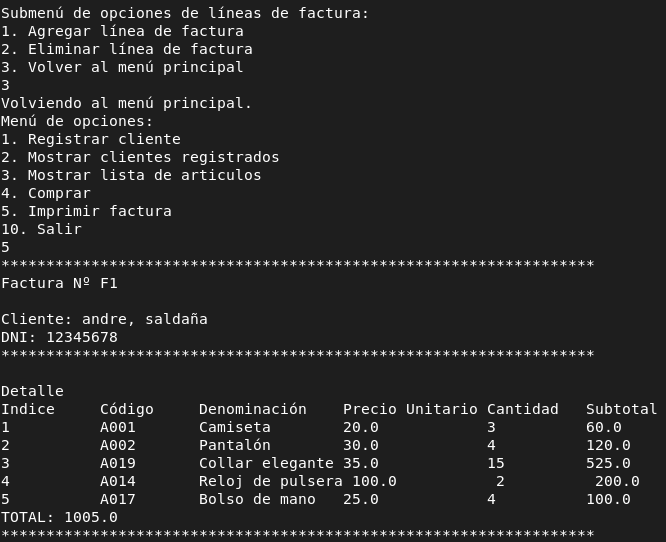 Submenú de opciones de líneas de factura:
1. Agregar línea de factura
2. Eliminar línea de factura
3. Volver al menú principal
3
Volviendo al menú principal.
Menú de opciones:
1. Registrar cliente
2. Mostrar clientes registrados
3. Mostrar lista de articulos
4. Comprar
5. Imprimir factura
10. Salir
5
******************************************************************
Factura Nº F1
Cliente: andre, saldaña
DNI: 12345678
******************************************************************
Detalle
Indice     Código     Denominación    Precio Unitario Cantidad   Subtotal
1          A001       Camiseta        20.0            3          60.0
2          A002       Pantalón        30.0            4          120.0
3          A019       Collar elegante 35.0            15         525.0
4          A014       Reloj de pulsera 100.0           2          200.0
5          A017       Bolso de mano   25.0            4          100.0
TOTAL: 1005.0
******************************************************************